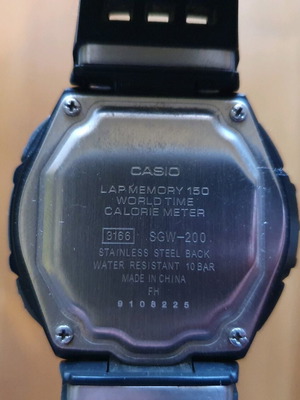 CASIO
LAP MEMORY 150
WORLD TIME
CALORIE METER
3166 SGW-200
STAINLESS STEEL BACK
WATER RESISTANT 10 BAR
MADE IN CHINA
FH
9108225